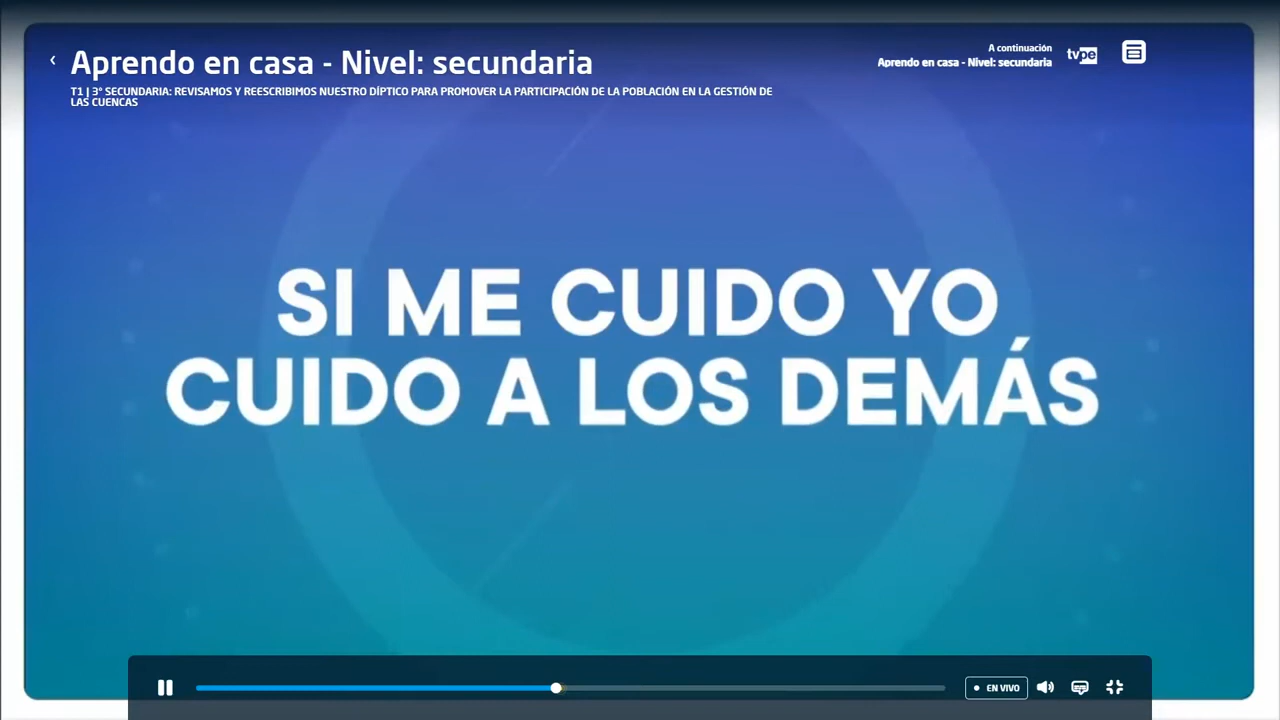 Aprendo en casa - Nivel: secundaria
T1 | 3° SECUNDARIA: REVISAMOS Y REESCRIBIMOS NUESTRO DÍPTICO PARA PROMOVER LA PARTICIPACIÓN DE LA POBLACIÓN EN LA GESTIÓN DE
LAS CUENCAS
A continuación
Aprendo en casa - Nivel: secundaria
tvpe
SI ME CUIDO YO
CUIDO A LOS DEMÁS
EN VIVO